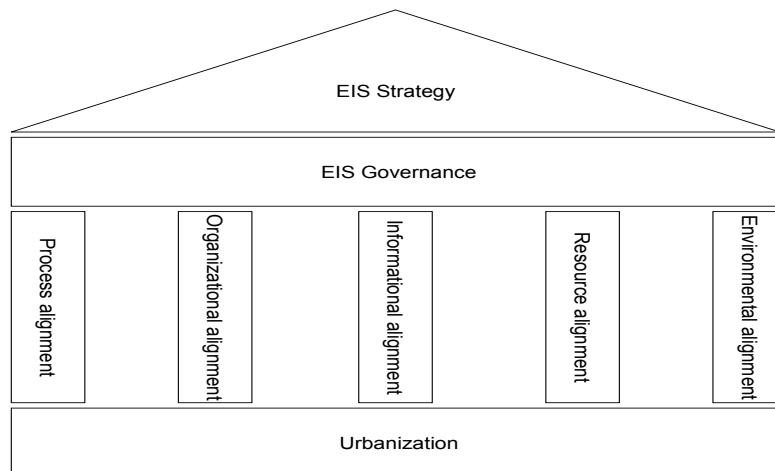 EIS Strategy
EIS Governance
Process alignment
Organizational alignment
Informational alignment
Resource alignment
Environmental alignment
Urbanization